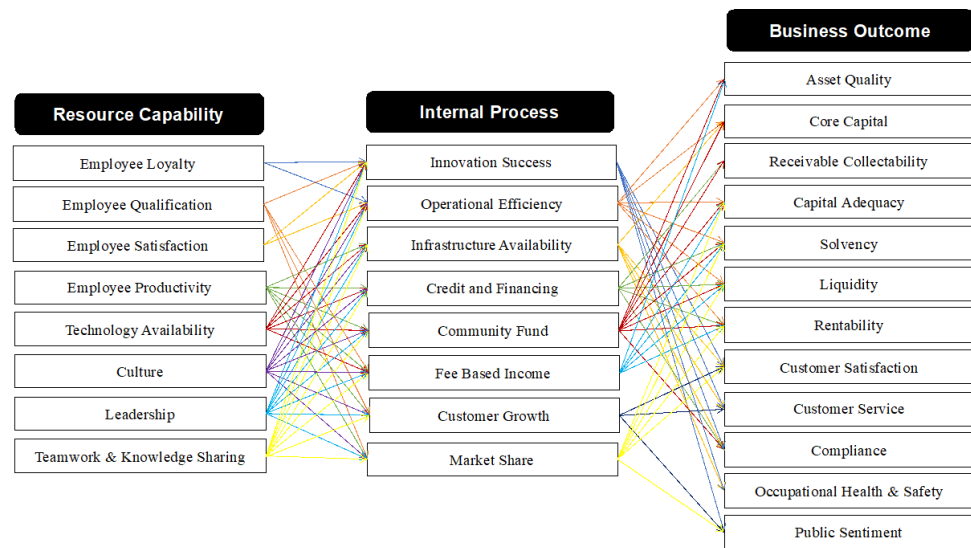 Business Outcome
Resource Capability
Internal Process
Employee Loyalty
Employee Qualification
Employee Satisfaction
Employee Productivity
Technology Availability
Culture
Leadership
Teamwork & Knowledge Sharing
Innovation Success
Operational Efficiency
Infrastructure Availability
Credit and Financing
Community Fund
Fee Based Income
Customer Growth
Market Share
Asset Quality
Core Capital
Receivable Collectability
Capital Adequacy
Solvency
Liquidity
Rentability
Customer Satisfaction
Customer Service
Compliance
Occupational Health & Safety
Public Sentiment